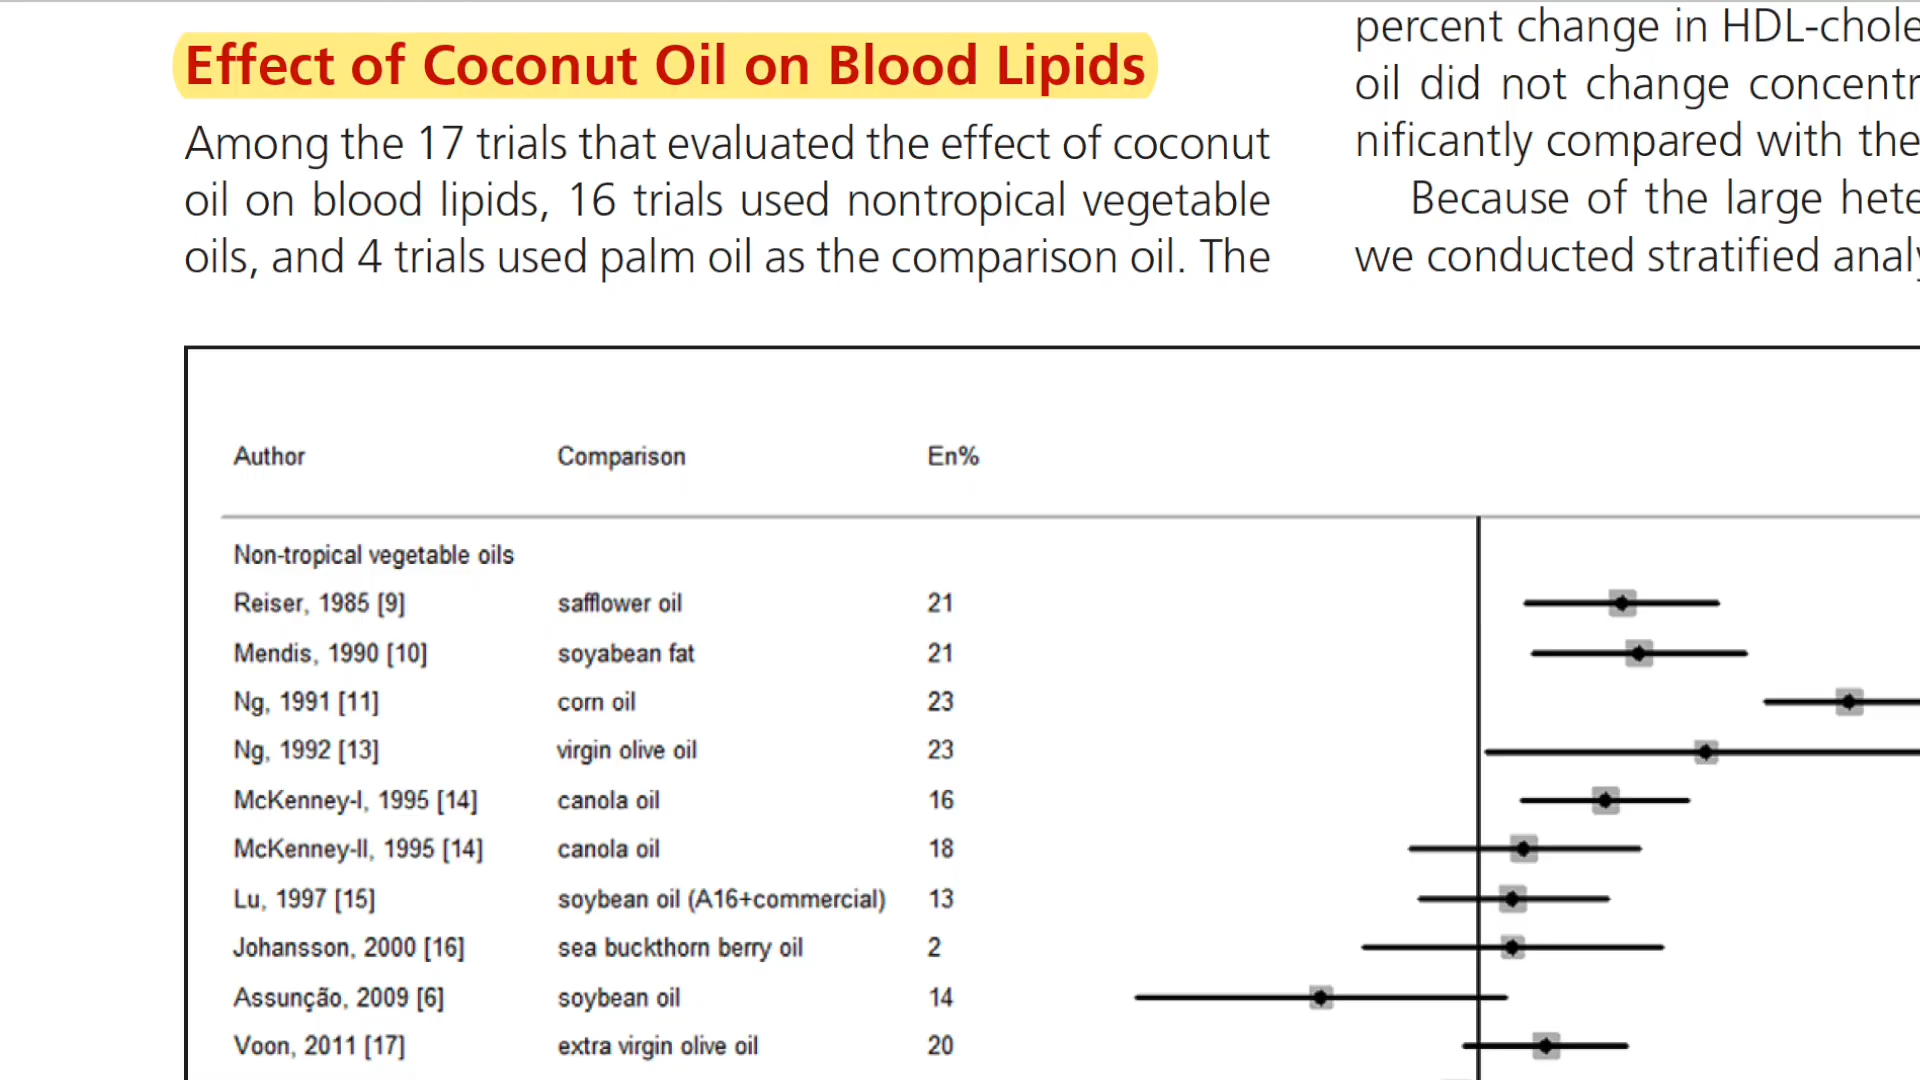 Effect of Coconut Oil on Blood Lipids
Among the 17 trials that evaluated the effect of coconut
oil on blood lipids, 16 trials used nontropical vegetable
oils, and 4 trials used palm oil as the comparison oil. The
percent change in HDL-chole
oil did not change concentr
nificantly compared with the
Because of the large hete
we conducted stratified analy
Author Comparison En%
Non-tropical vegetable oils
Reiser, 1985 [9] safflower oil 21
Mendis, 1990 [10] soyabean fat 21
Ng, 1991 [11] corn oil 23
Ng, 1992 [13] virgin olive oil 23
McKenney-I, 1995 [14] canola oil 16
McKenney-II, 1995 [14] canola oil 18
Lu, 1997 [15] soybean oil (A16+commercial) 13
Johansson, 2000 [16] sea buckthorn berry oil 2
Assunção, 2009 [6] soybean oil 14
Voon, 2011 [17] extra virgin olive oil 20